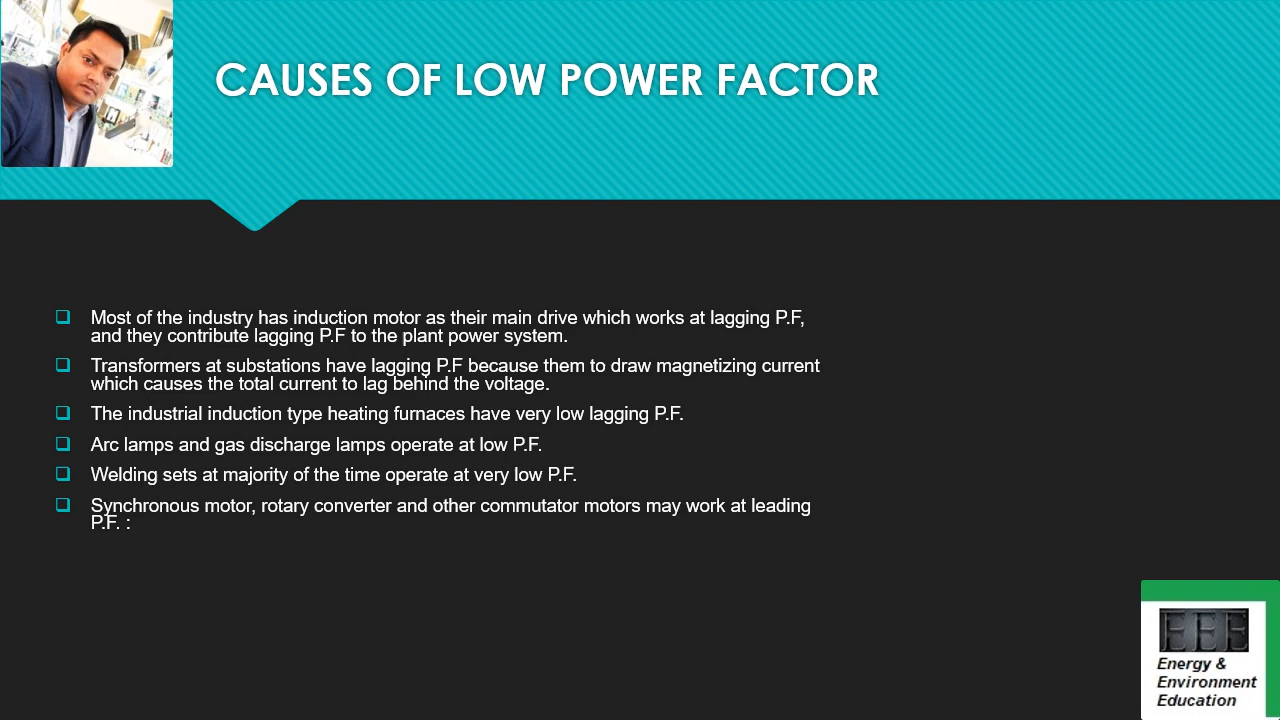 CAUSES OF LOW POWER FACTOR
Most of the industry has induction motor as their main drive which works at lagging P.F,
and they contribute lagging P.F to the plant power system.
Transformers at substations have lagging P.F because them to draw magnetizing current
which causes the total current to lag behind the voltage.
The industrial induction type heating furnaces have very low lagging P.F.
Arc lamps and gas discharge lamps operate at low P.F.
Welding sets at majority of the time operate at very low P.F.
Synchronous motor, rotary converter and other commutator motors may work at leading
P.F. :
EEE
Energy &
Environment
Education